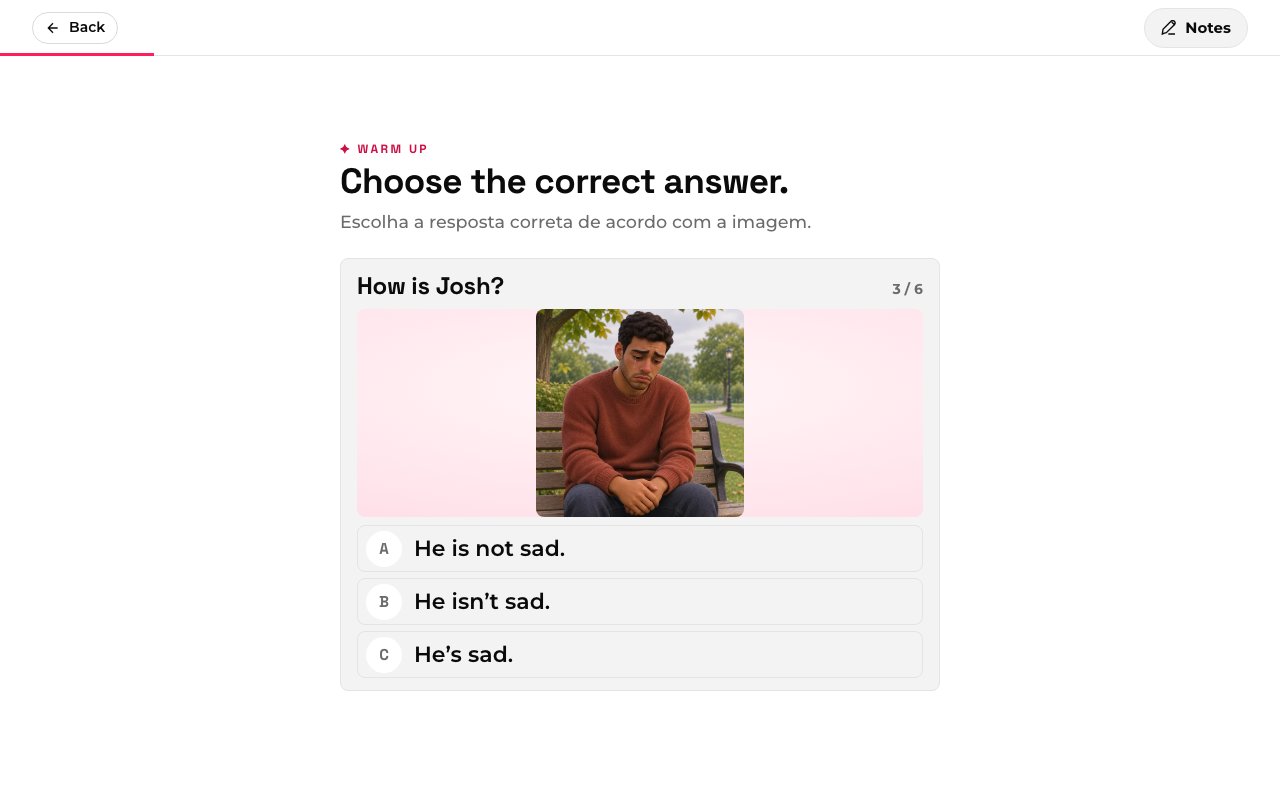 Back
Notes
WARM UP
Choose the correct answer.
Escolha a resposta correta de acordo com a imagem.
How is Josh?
3 / 6
A He is not sad.
B He isn’t sad.
C He’s sad.